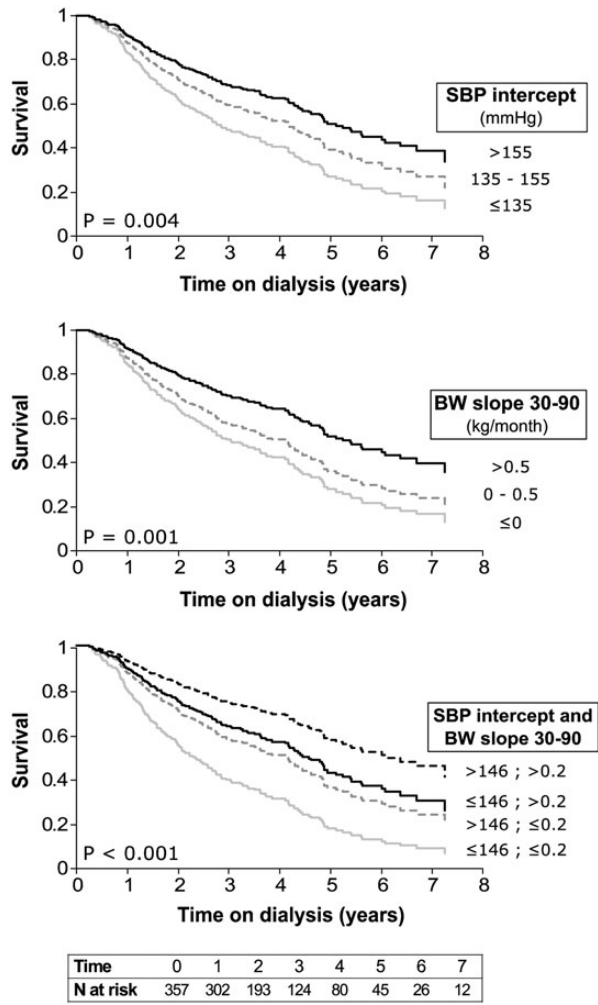 1
0.8
0.6
0.4
0.2
0
Survival
P = 0.004
0 1 2 3 4 5 6 7 8
Time on dialysis (years)
SBP intercept
(mmHg)
>155
135 - 155
≤135
1
0.8
0.6
0.4
0.2
0
Survival
P = 0.001
0 1 2 3 4 5 6 7 8
Time on dialysis (years)
BW slope 30-90
(kg/month)
>0.5
0 - 0.5
≤0
1
0.8
0.6
0.4
0.2
0
Survival
P < 0.001
0 1 2 3 4 5 6 7 8
Time on dialysis (years)
SBP intercept and
BW slope 30-90
>146 ; >0.2
≤146 ; >0.2
>146 ; ≤0.2
≤146 ; ≤0.2
Time 0 1 2 3 4 5 6 7
N at risk 357 302 193 124 80 45 26 12